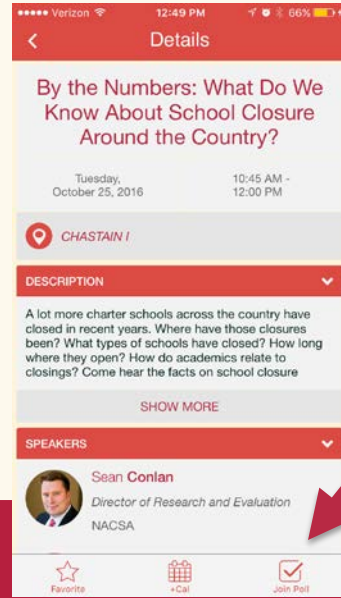 Verizon 12:49 PM 66%
Details
By the Numbers: What Do We
Know About School Closure
Around the Country?
Tuesday, 10:45 AM -
October 25, 2016 12:00 PM
CHASTAIN I
DESCRIPTION
A lot more charter schools across the country have
closed in recent years. Where have those closures
been? What types of schools have closed? How long
where they open? How do academics relate to
closings? Come hear the facts on school closure
SHOW MORE
SPEAKERS
Sean Conlan
Director of Research and Evaluation
NACSA
Favorite +Cal Join Poll